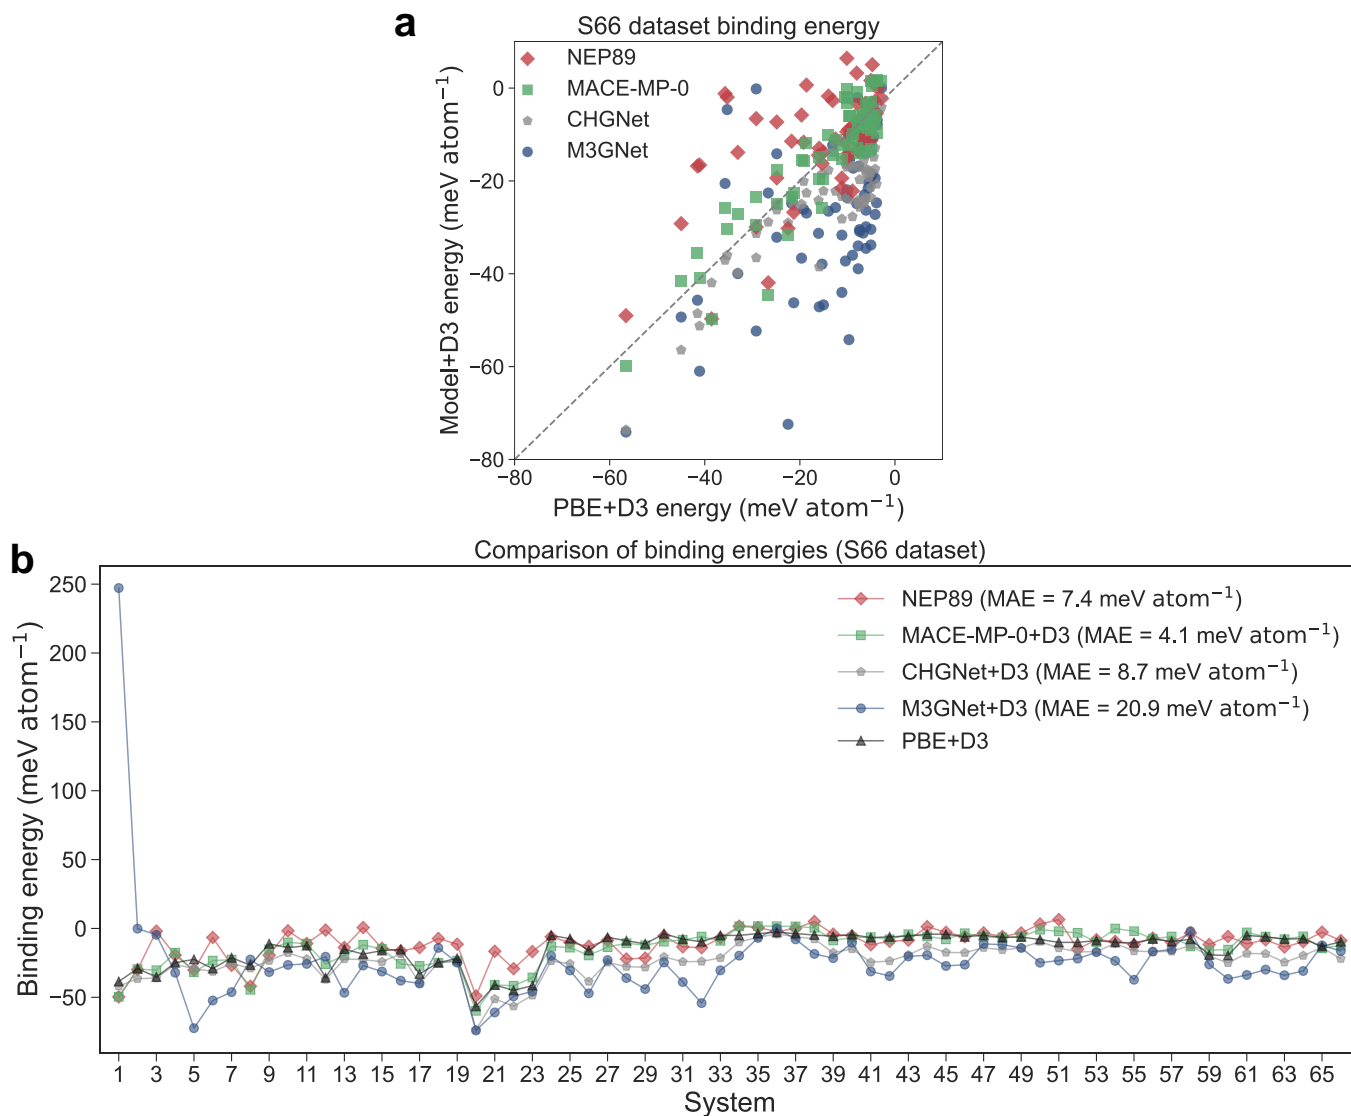 a
S66 dataset binding energy
NEP89
MACE-MP-0
CHGNet
M3GNet
0
−20
−40
−60
−80
Model+D3 energy (meV atom⁻¹)
−80 −60 −40 −20 0
PBE+D3 energy (meV atom⁻¹)
b
Comparison of binding energies (S66 dataset)
250
200
150
100
50
0
−50
Binding energy (meV atom⁻¹)
NEP89 (MAE = 7.4 meV atom⁻¹)
MACE-MP-0+D3 (MAE = 4.1 meV atom⁻¹)
CHGNet+D3 (MAE = 8.7 meV atom⁻¹)
M3GNet+D3 (MAE = 20.9 meV atom⁻¹)
PBE+D3
1 3 5 7 9 11 13 15 17 19 21 23 25 27 29 31 33 35 37 39 41 43 45 47 49 51 53 55 57 59 61 63 65
System